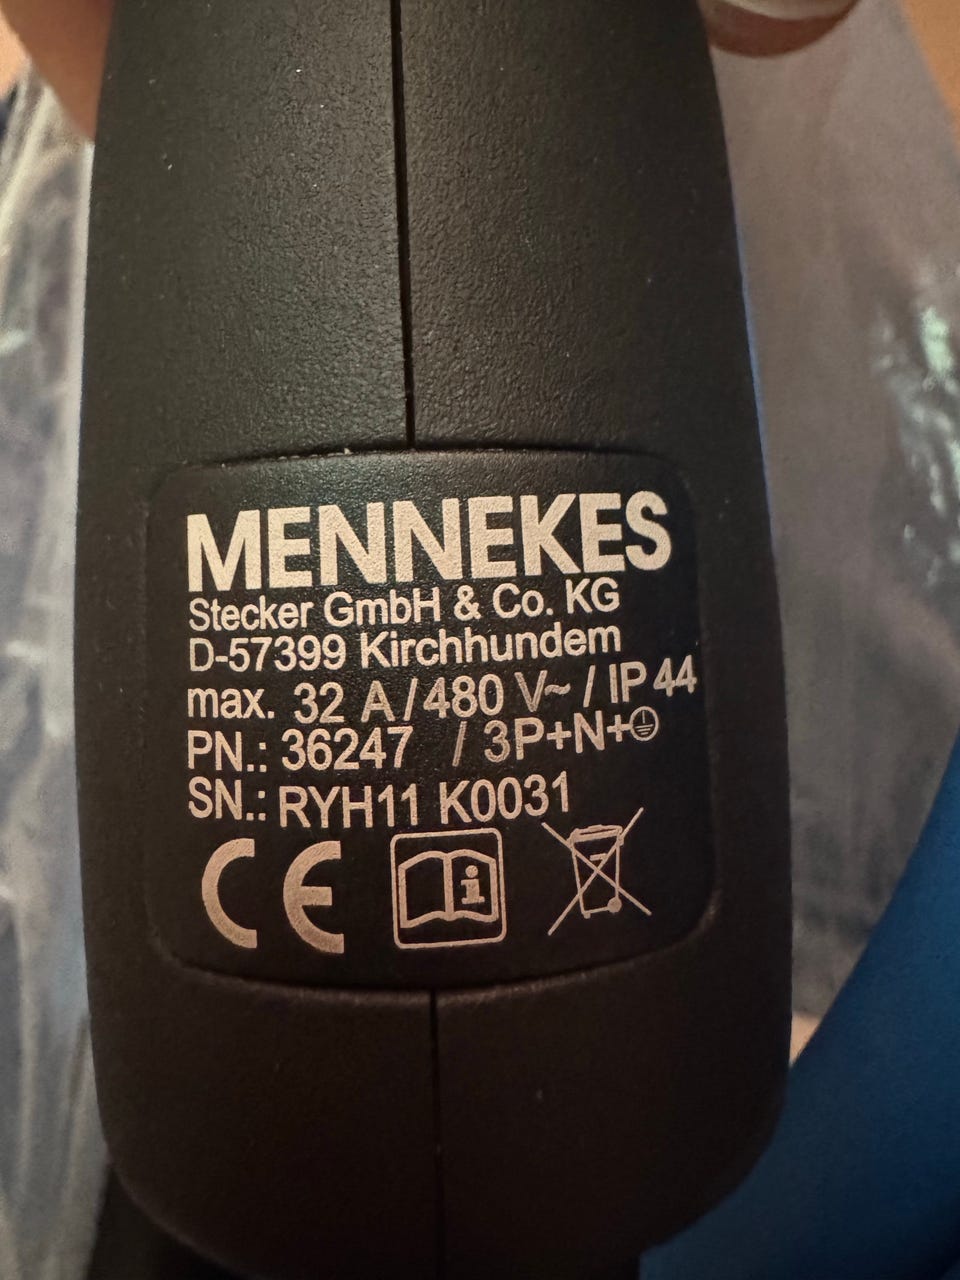 MENNEKES
Stecker GmbH & Co. KG
D-57399 Kirchhundem
max. 32 A / 480 V~ / IP 44
PN.: 36247 / 3P+N+⏚
SN.: RYH11 K0031
CE
i